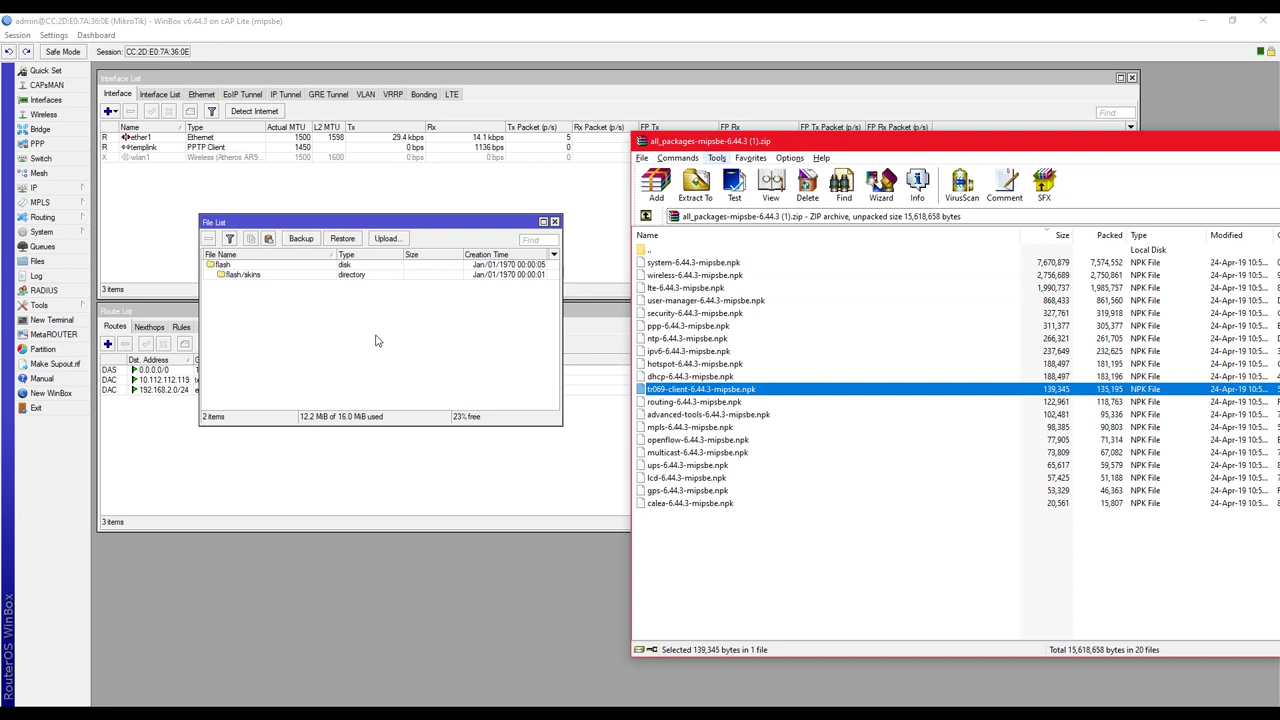 admin@CC:2D:E0:7A:36:0E (MikroTik) - WinBox v6.44.3 on cAP Lite (mipsbe)
Session Settings Dashboard
Safe Mode Session: CC:2D:E0:7A:36:0E
Quick Set
CAPsMAN
Interfaces
Wireless
Bridge
PPP
Switch
Mesh
IP
MPLS
Routing
System
Queues
Files
Log
RADIUS
Tools
New Terminal
MetaROUTER
Partition
Make Supout.rif
Manual
New WinBox
Exit
RouterOS WinBox
Interface List
Interface Interface List Ethernet EoIP Tunnel IP Tunnel GRE Tunnel VLAN VRRP Bonding LTE
Detect Internet Find
Name Type Actual MTU L2 MTU Tx Rx Tx Packet (p/s) Rx Packet (p/s) FP Tx FP Rx FP Tx Packet (p/s) FP Rx Packet (p/s)
R ether1 Ethernet 1500 1598 29.4 kbps 14.1 kbps 5
R templink PPTP Client 1450 0 bps 1136 bps
X wlan1 Wireless (Atheros AR9... 1500 1600 0 bps 0 bps
3 items
Route List
Routes Nexthops Rules
Dst. Address
DAS 0.0.0.0/0
DAC 10.112.112.119
DAC 192.168.2.0/24
3 items
File List
Backup Restore Upload... Find
File Name Type Size Creation Time
flash disk Jan/01/1970 00:00:05
flash/skins directory Jan/01/1970 00:00:01
2 items 12.2 MiB of 16.0 MiB used 23% free
all_packages-mipsbe-6.44.3 (1).zip
File Commands Tools Favorites Options Help
Add Extract To Test View Delete Find Wizard Info VirusScan Comment SFX
all_packages-mipsbe-6.44.3 (1).zip - ZIP archive, unpacked size 15,618,658 bytes
Name Size Packed Type Modified
.. Local Disk
system-6.44.3-mipsbe.npk 7,670,879 7,574,552 NPK File 24-Apr-19 10:5...
wireless-6.44.3-mipsbe.npk 2,756,685 2,750,861 NPK File 24-Apr-19 10:5...
lte-6.44.3-mipsbe.npk 1,990,737 1,985,757 NPK File 24-Apr-19 10:5...
user-manager-6.44.3-mipsbe.npk 868,433 861,560 NPK File 24-Apr-19 10:5...
security-6.44.3-mipsbe.npk 327,761 319,918 NPK File 24-Apr-19 10:5...
ppp-6.44.3-mipsbe.npk 311,377 305,377 NPK File 24-Apr-19 10:5...
ntp-6.44.3-mipsbe.npk 266,321 261,705 NPK File 24-Apr-19 10:5...
ipv6-6.44.3-mipsbe.npk 237,649 232,625 NPK File 24-Apr-19 10:5...
hotspot-6.44.3-mipsbe.npk 188,497 181,195 NPK File 24-Apr-19 10:5...
dhcp-6.44.3-mipsbe.npk 188,497 183,196 NPK File 24-Apr-19 10:5...
tr069-client-6.44.3-mipsbe.npk 139,345 135,195 NPK File 24-Apr-19 10:5...
routing-6.44.3-mipsbe.npk 122,961 118,763 NPK File 24-Apr-19 10:5...
advanced-tools-6.44.3-mipsbe.npk 102,481 95,336 NPK File 24-Apr-19 10:5...
mpls-6.44.3-mipsbe.npk 98,385 90,803 NPK File 24-Apr-19 10:5...
openflow-6.44.3-mipsbe.npk 77,905 71,314 NPK File 24-Apr-19 10:5...
multicast-6.44.3-mipsbe.npk 73,809 67,082 NPK File 24-Apr-19 10:5...
ups-6.44.3-mipsbe.npk 65,617 59,579 NPK File 24-Apr-19 10:5...
lcd-6.44.3-mipsbe.npk 57,425 51,188 NPK File 24-Apr-19 10:5...
gps-6.44.3-mipsbe.npk 53,329 46,363 NPK File 24-Apr-19 10:5...
calea-6.44.3-mipsbe.npk 20,561 15,807 NPK File 24-Apr-19 10:5...
Selected 139,345 bytes in 1 file Total 15,618,658 bytes in 20 files